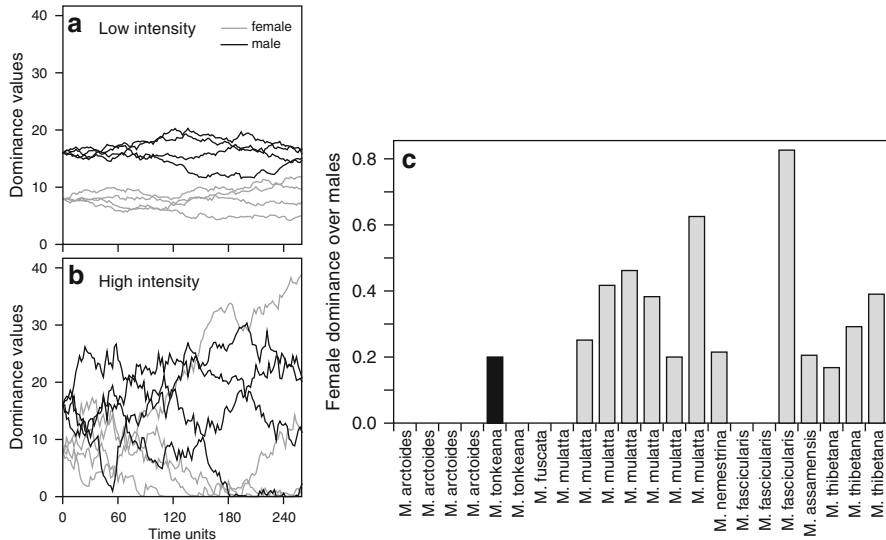 a
Low intensity
female
male
40
30
20
10
0
Dominance values
b
High intensity
40
30
20
10
0
Dominance values
0
60
120
180
240
Time units
c
0.8
0.6
0.4
0.2
0.0
Female dominance over males
M. arctoides
M. arctoides
M. arctoides
M. arctoides
M. tonkeana
M. tonkeana
M. fuscata
M. mulatta
M. mulatta
M. mulatta
M. mulatta
M. mulatta
M. mulatta
M. mulatta
M. nemestrina
M. fascicularis
M. fascicularis
M. fascicularis
M. assamensis
M. thibetana
M. thibetana
M. thibetana